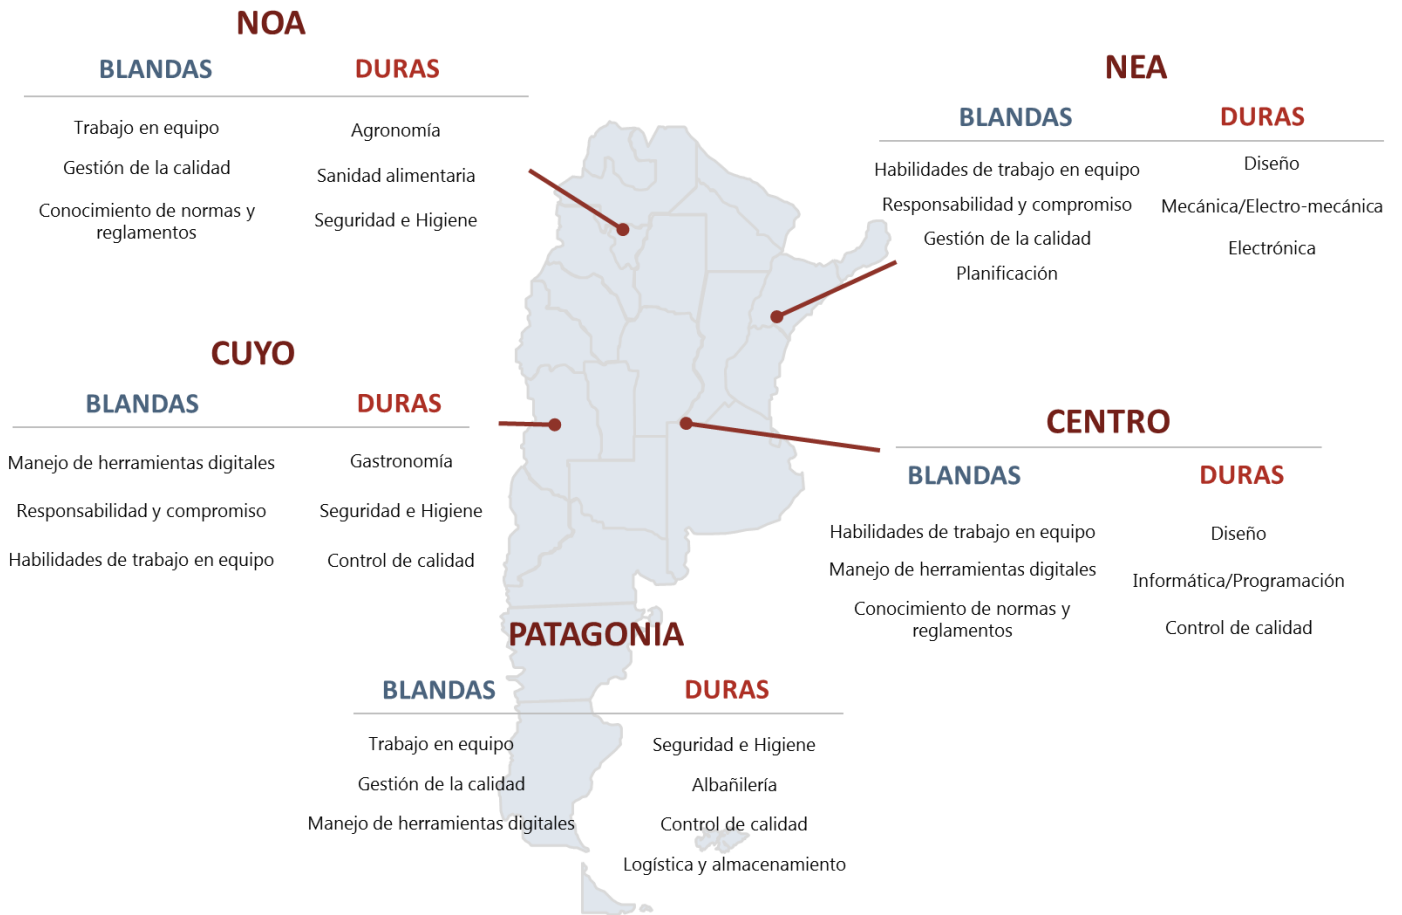 NOA
BLANDAS DURAS
Trabajo en equipo
Gestión de la calidad
Conocimiento de normas y
reglamentos
Agronomía
Sanidad alimentaria
Seguridad e Higiene
NEA
BLANDAS DURAS
Habilidades de trabajo en equipo
Responsabilidad y compromiso
Gestión de la calidad
Planificación
Diseño
Mecánica/Electro-mecánica
Electrónica
CUYO
BLANDAS DURAS
Manejo de herramientas digitales
Responsabilidad y compromiso
Habilidades de trabajo en equipo
Gastronomía
Seguridad e Higiene
Control de calidad
CENTRO
BLANDAS DURAS
Habilidades de trabajo en equipo
Manejo de herramientas digitales
Conocimiento de normas y
reglamentos
Diseño
Informática/Programación
Control de calidad
PATAGONIA
BLANDAS DURAS
Trabajo en equipo
Gestión de la calidad
Manejo de herramientas digitales
Seguridad e Higiene
Albañilería
Control de calidad
Logística y almacenamiento